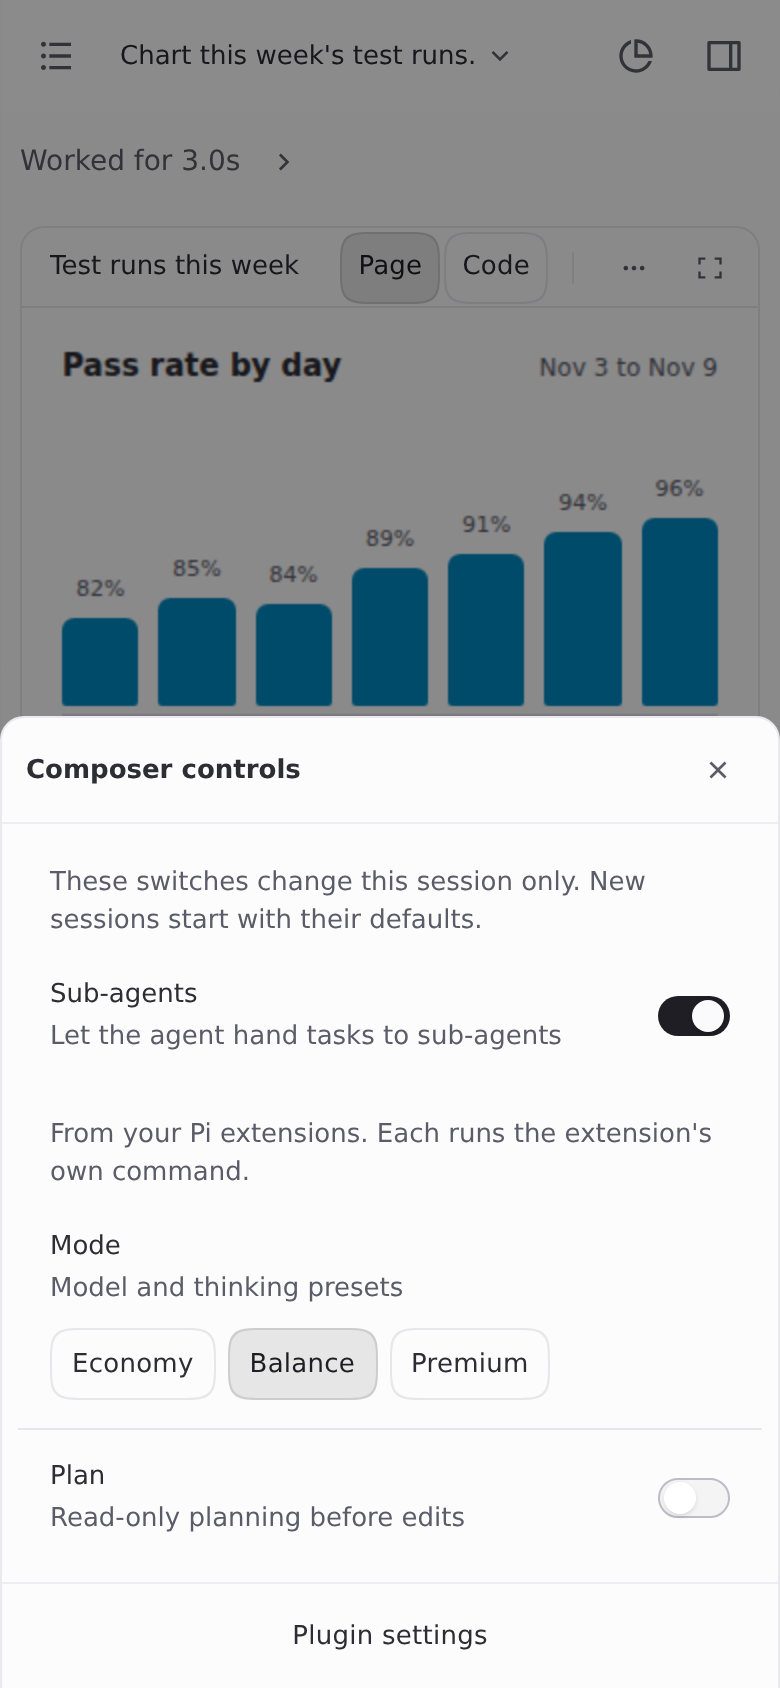 Chart this week's test runs.
Worked for 3.0s
Test runs this week
Page
Code
Pass rate by day
Nov 3 to Nov 9
82%
85%
84%
89%
91%
94%
96%
Composer controls
These switches change this session only. New
sessions start with their defaults.
Sub-agents
Let the agent hand tasks to sub-agents
From your Pi extensions. Each runs the extension's
own command.
Mode
Model and thinking presets
Economy
Balance
Premium
Plan
Read-only planning before edits
Plugin settings